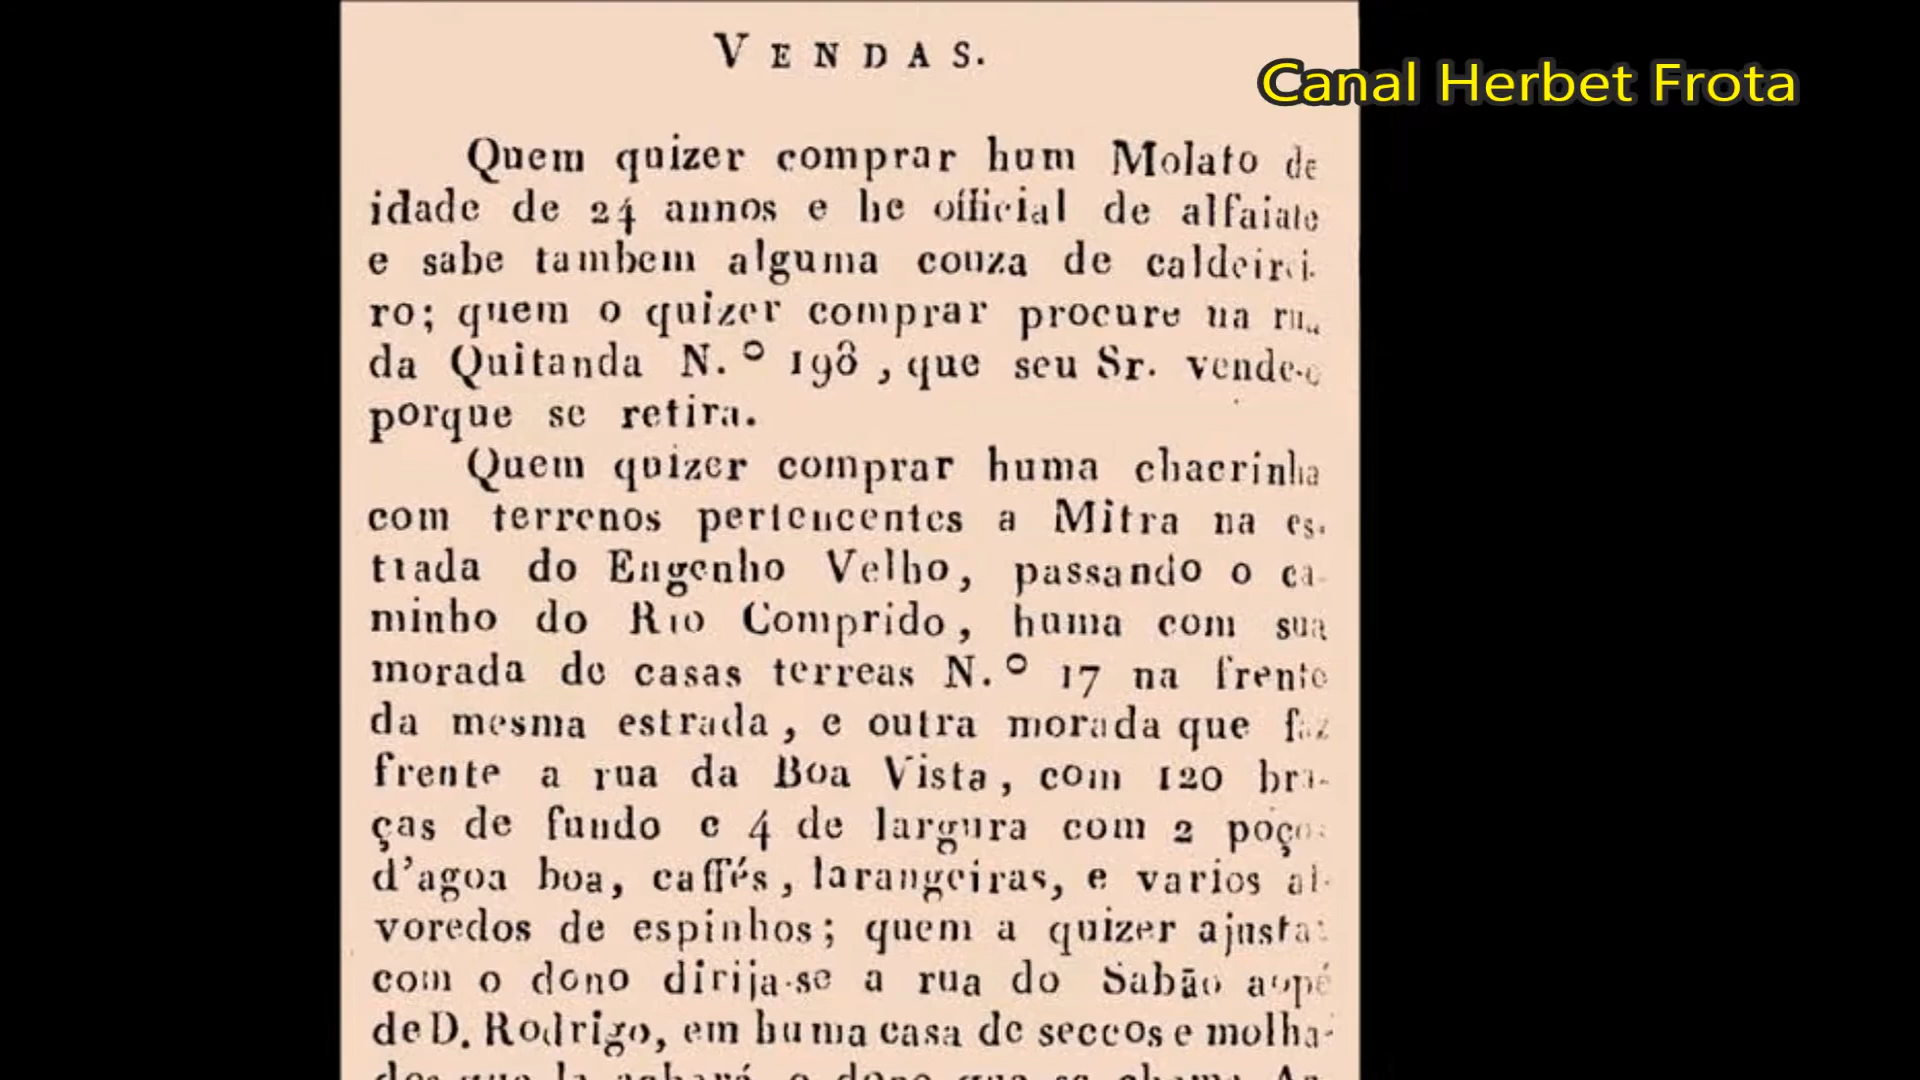 VENDAS.
Canal Herbet Frota
Quem quizer comprar hum Molato de
idade de 24 annos e he official de alfaiate
e sabe tambem alguma couza de caldeirei-
ro; quem o quizer comprar procure na rua
da Quitanda N.º 198, que seu Sr. vende-o
porque se retira.
Quem quizer comprar huma chacrinha
com terrenos pertencentes a Mitra na es-
trada do Engenho Velho, passando o ca-
minho do Rio Comprido, huma com sua
morada de casas terreas N.º 17 na frente
da mesma estrada, e outra morada que faz
frente a rua da Boa Vista, com 120 bra-
ças de fundo e 4 de largura com 2 poços
d'agoa boa, caffés, larangeiras, e varios al-
voredos de espinhos; quem a quizer ajustar
com o dono dirija-se a rua do Sabão aopé
de D. Rodrigo, em huma casa de seccos e molha-